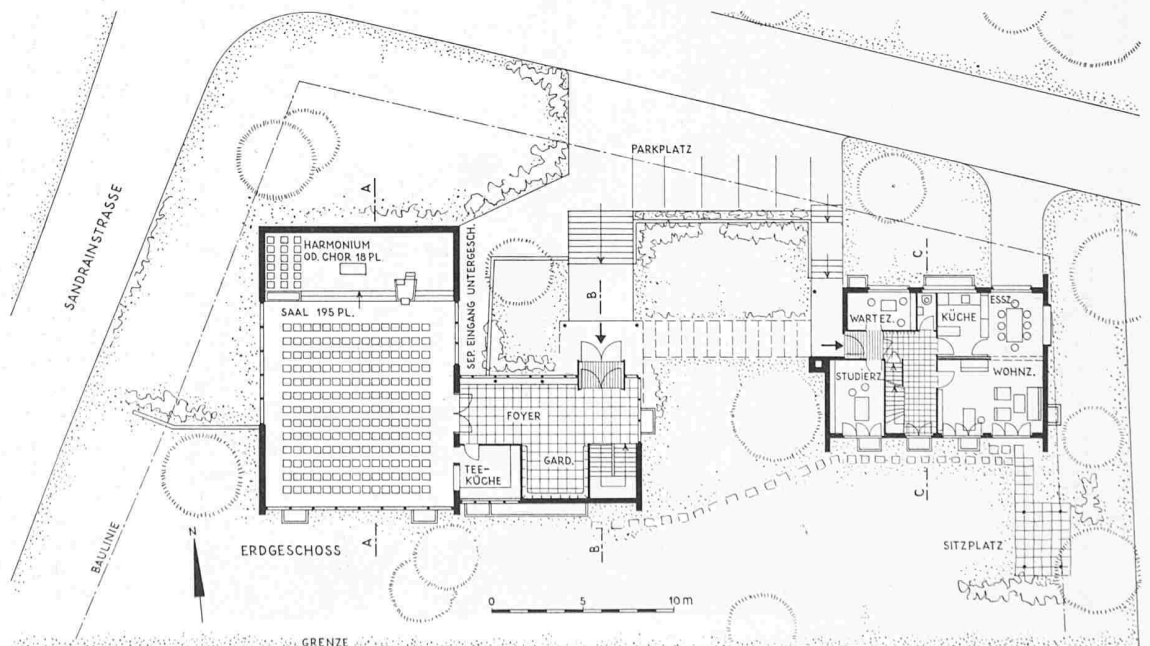 SANDRAINSTRASSE
PARKPLATZ
A
HARMONIUM
OD. CHOR 18 PL.
SAAL 195 PL.
SEP. EINGANG UNTERGESCH.
B
C
WARTEZ.
KÜCHE
ESSZ.
STUDIERZ.
WOHNZ.
FOYER
GARD.
TEE-
KÜCHE
BAULINIE
N
ERDGESCHOSS
A
B
C
SITZPLATZ
0 5 10 m
GRENZE